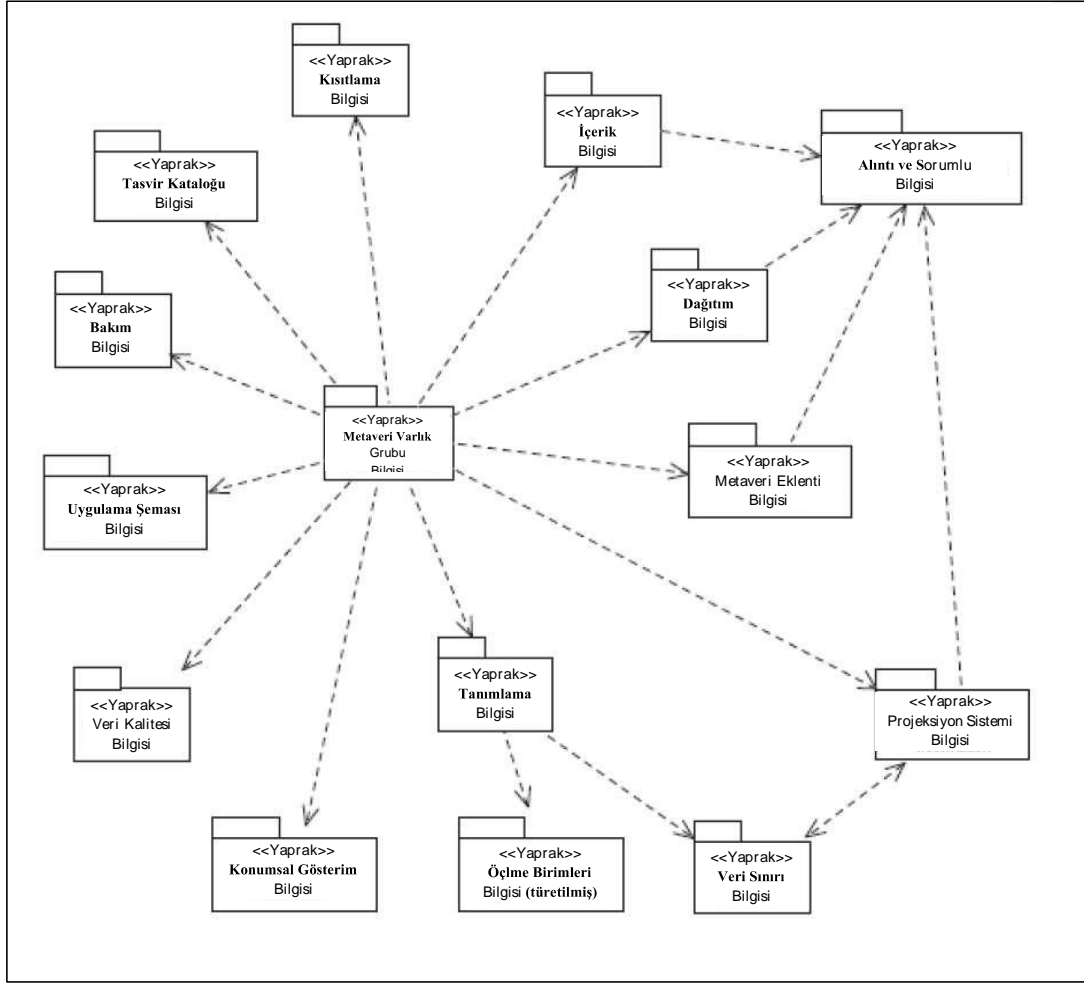 <<Yaprak>>
Kısıtlama
Bilgisi
<<Yaprak>>
İçerik
Bilgisi
<<Yaprak>>
Alıntı ve Sorumlu
Bilgisi
<<Yaprak>>
Tasvir Kataloğu
Bilgisi
<<Yaprak>>
Dağıtım
Bilgisi
<<Yaprak>>
Bakım
Bilgisi
<<Yaprak>>
Metaveri Varlık
Grubu
Bilgisi
<<Yaprak>>
Metaveri Eklenti
Bilgisi
<<Yaprak>>
Uygulama Şeması
Bilgisi
<<Yaprak>>
Tanımlama
Bilgisi
<<Yaprak>>
Veri Kalitesi
Bilgisi
<<Yaprak>>
Projeksiyon Sistemi
Bilgisi
<<Yaprak>>
Konumsal Gösterim
Bilgisi
<<Yaprak>>
Öçlme Birimleri
Bilgisi (türetilmiş)
<<Yaprak>>
Veri Sınırı
Bilgisi